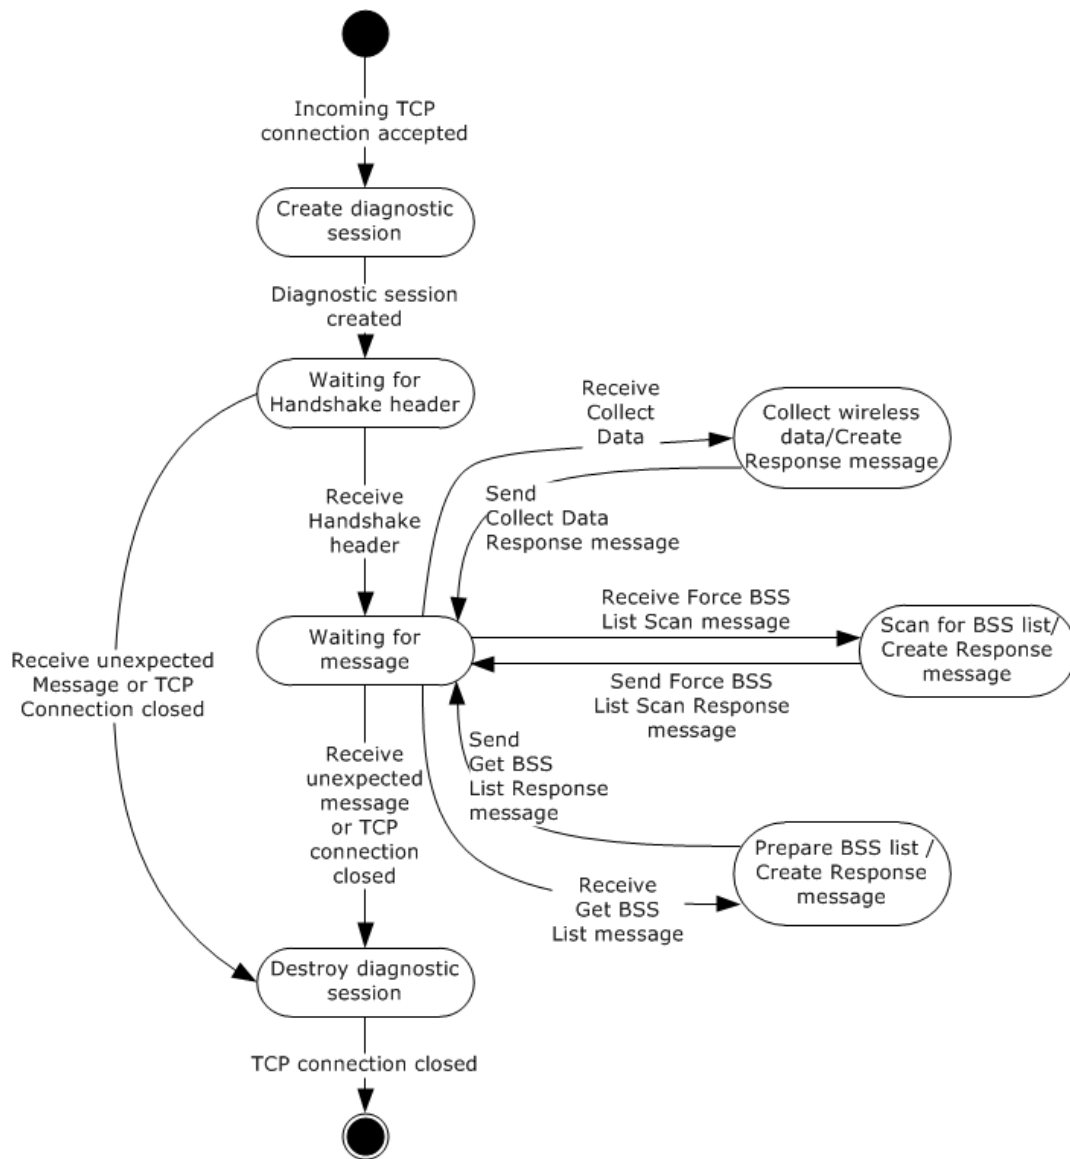 Incoming TCP
connection accepted
Create diagnostic
session
Diagnostic session
created
Waiting for
Handshake header
Receive
Collect
Data
Collect wireless
data/Create
Response message
Send
Collect Data
Response message
Receive
Handshake
header
Receive Force BSS
List Scan message
Waiting for
message
Scan for BSS list/
Create Response
message
Receive unexpected
Message or TCP
Connection closed
Send Force BSS
List Scan Response
message
Send
Get BSS
List Response
message
Receive
unexpected
message
or TCP
connection
closed
Prepare BSS list /
Create Response
message
Receive
Get BSS
List message
Destroy diagnostic
session
TCP connection closed